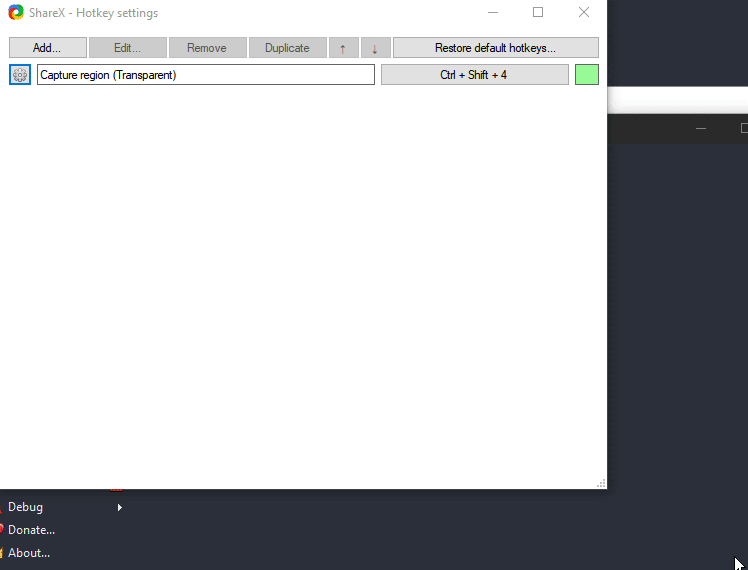 ShareX - Hotkey settings
Add... Edit... Remove Duplicate ↑ ↓ Restore default hotkeys...
Capture region (Transparent) Ctrl + Shift + 4
Debug
Donate...
About...